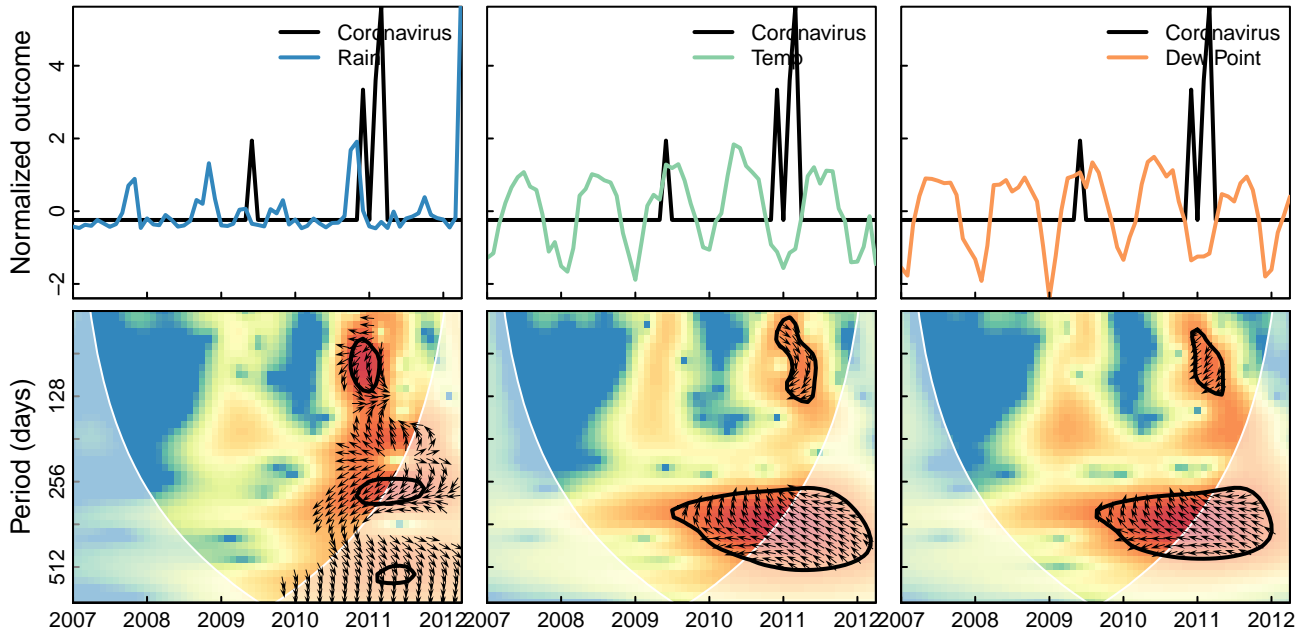 Normalized outcome
4
2
0
−2
Coronavirus
Rain
Coronavirus
Temp
Coronavirus
Dew Point
Period (days)
128
256
512
2007 2008 2009 2010 2011 2012
2007 2008 2009 2010 2011 2012
2007 2008 2009 2010 2011 2012